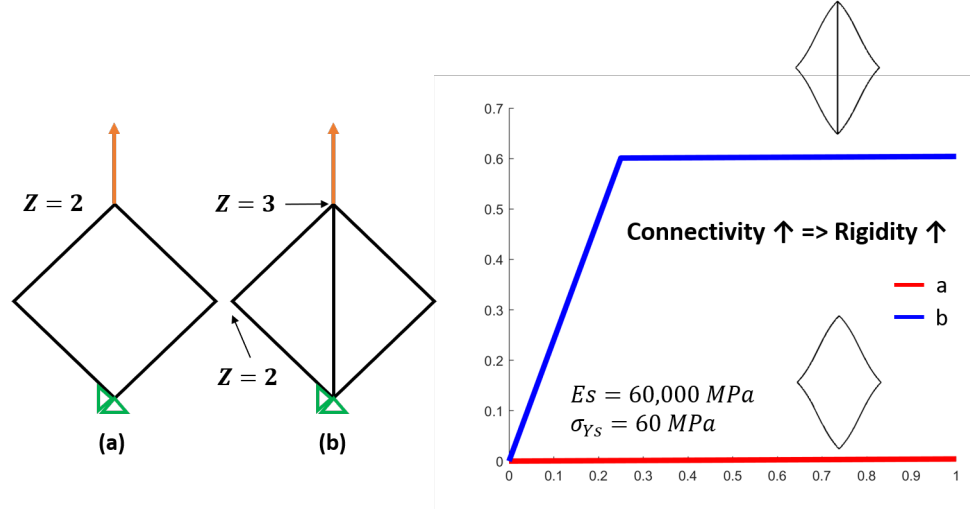 Z = 2
Z = 3
Z = 2
(a)
(b)
0.7
0.6
0.5
0.4
0.3
0.2
0.1
0
Connectivity ↑ => Rigidity ↑
a
b
Es = 60,000 MPa
σ_Ys = 60 MPa
0 0.1 0.2 0.3 0.4 0.5 0.6 0.7 0.8 0.9 1